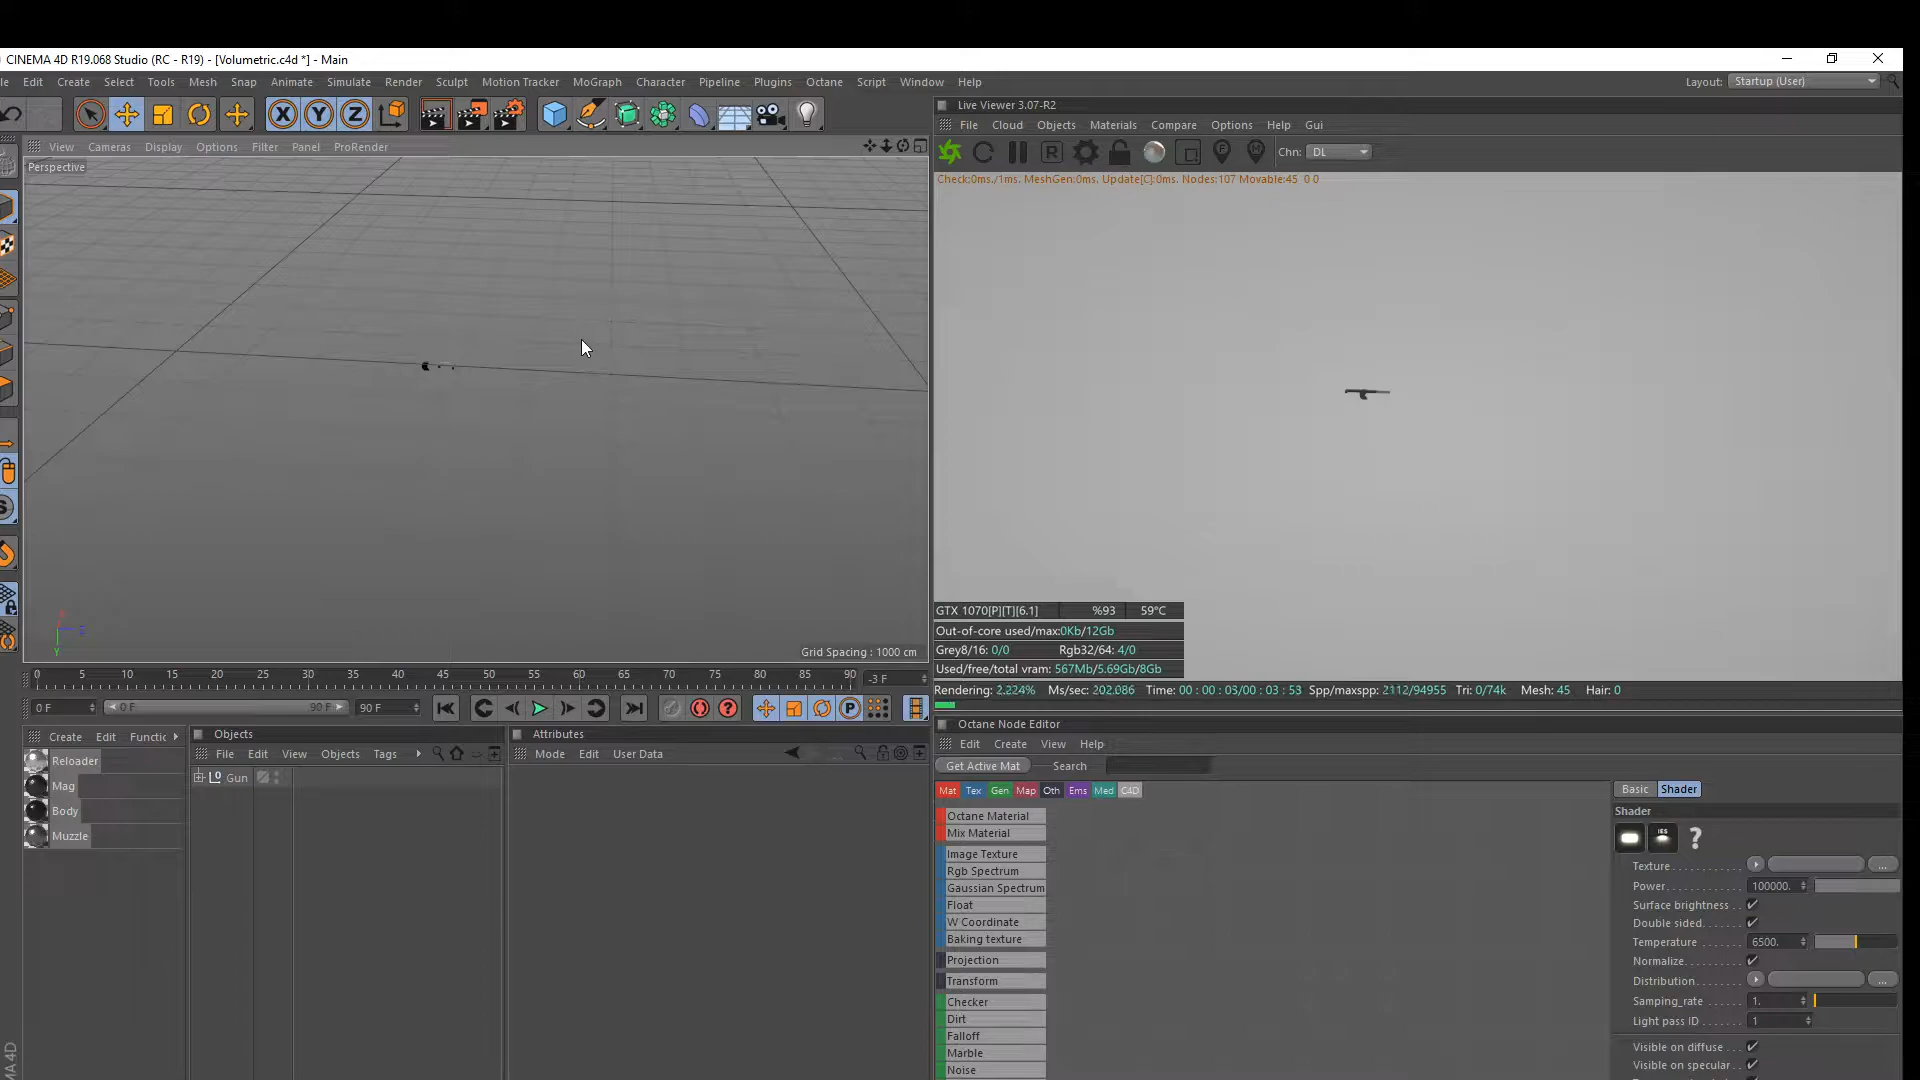 CINEMA 4D R19.068 Studio (RC - R19) - [Volumetric.c4d *] - Main
le Edit Create Select Tools Mesh Snap Animate Simulate Render Sculpt Motion Tracker MoGraph Character Pipeline Plugins Octane Script Window Help
Layout: Startup (User)
X Y Z
View Cameras Display Options Filter Panel ProRender
Perspective
Grid Spacing : 1000 cm
Y
Live Viewer 3.07-R2
File Cloud Objects Materials Compare Options Help Gui
R
Chn: DL
Check:0ms./1ms. MeshGen:0ms. Update[C]:0ms. Nodes:107 Movable:45 0 0
GTX 1070[P][T][6.1] %93 59°C
Out-of-core used/max:0Kb/12Gb
Grey8/16: 0/0 Rgb32/64: 4/0
Used/free/total vram: 567Mb/5.69Gb/8Gb
Rendering: 2.224% Ms/sec: 202.086 Time: 00 : 00 : 03/00 : 03 : 53 Spp/maxspp: 2112/94955 Tri: 0/74k Mesh: 45 Hair: 0
0 5 10 15 20 25 30 35 40 45 50 55 60 65 70 75 80 85 90 -3 F
0 F 0 F 90 F 90 F
P
Create Edit Functic
Reloader
Mag
Body
Muzzle
Objects
File Edit View Objects Tags
Gun
Attributes
Mode Edit User Data
Octane Node Editor
Edit Create View Help
Get Active Mat Search
Mat Tex Gen Map Oth Ems Med C4D
Octane Material
Mix Material
Image Texture
Rgb Spectrum
Gaussian Spectrum
Float
W Coordinate
Baking texture
Projection
Transform
Checker
Dirt
Falloff
Marble
Noise
Basic Shader
Shader
IES ?
Texture
Power 100000.
Surface brightness
Double sided
Temperature 6500.
Normalize
Distribution
Samping_rate 1.
Light pass ID 1
Visible on diffuse
Visible on specular
MA 4D